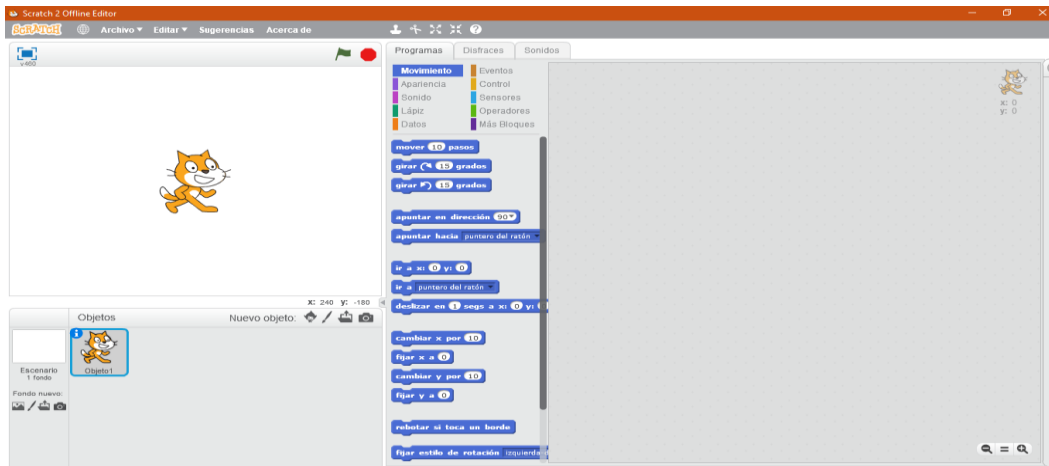 Scratch 2 Offline Editor
SCRATCH Archivo Editar Sugerencias Acerca de
v460
Programas Disfraces Sonidos
Movimiento Eventos
Apariencia Control
Sonido Sensores
Lápiz Operadores
Datos Más Bloques
mover 10 pasos
girar 15 grados
girar 15 grados
apuntar en dirección 90
apuntar hacia puntero del ratón
ir a x: 0 y: 0
ir a puntero del ratón
deslizar en 1 segs a x: 0 y:
cambiar x por 10
fijar x a 0
cambiar y por 10
fijar y a 0
rebotar si toca un borde
fijar estilo de rotación izquierda
x: 0
y: 0
x: 240 y: -180
Objetos Nuevo objeto:
Escenario
1 fondo
Objeto1
Fondo nuevo: